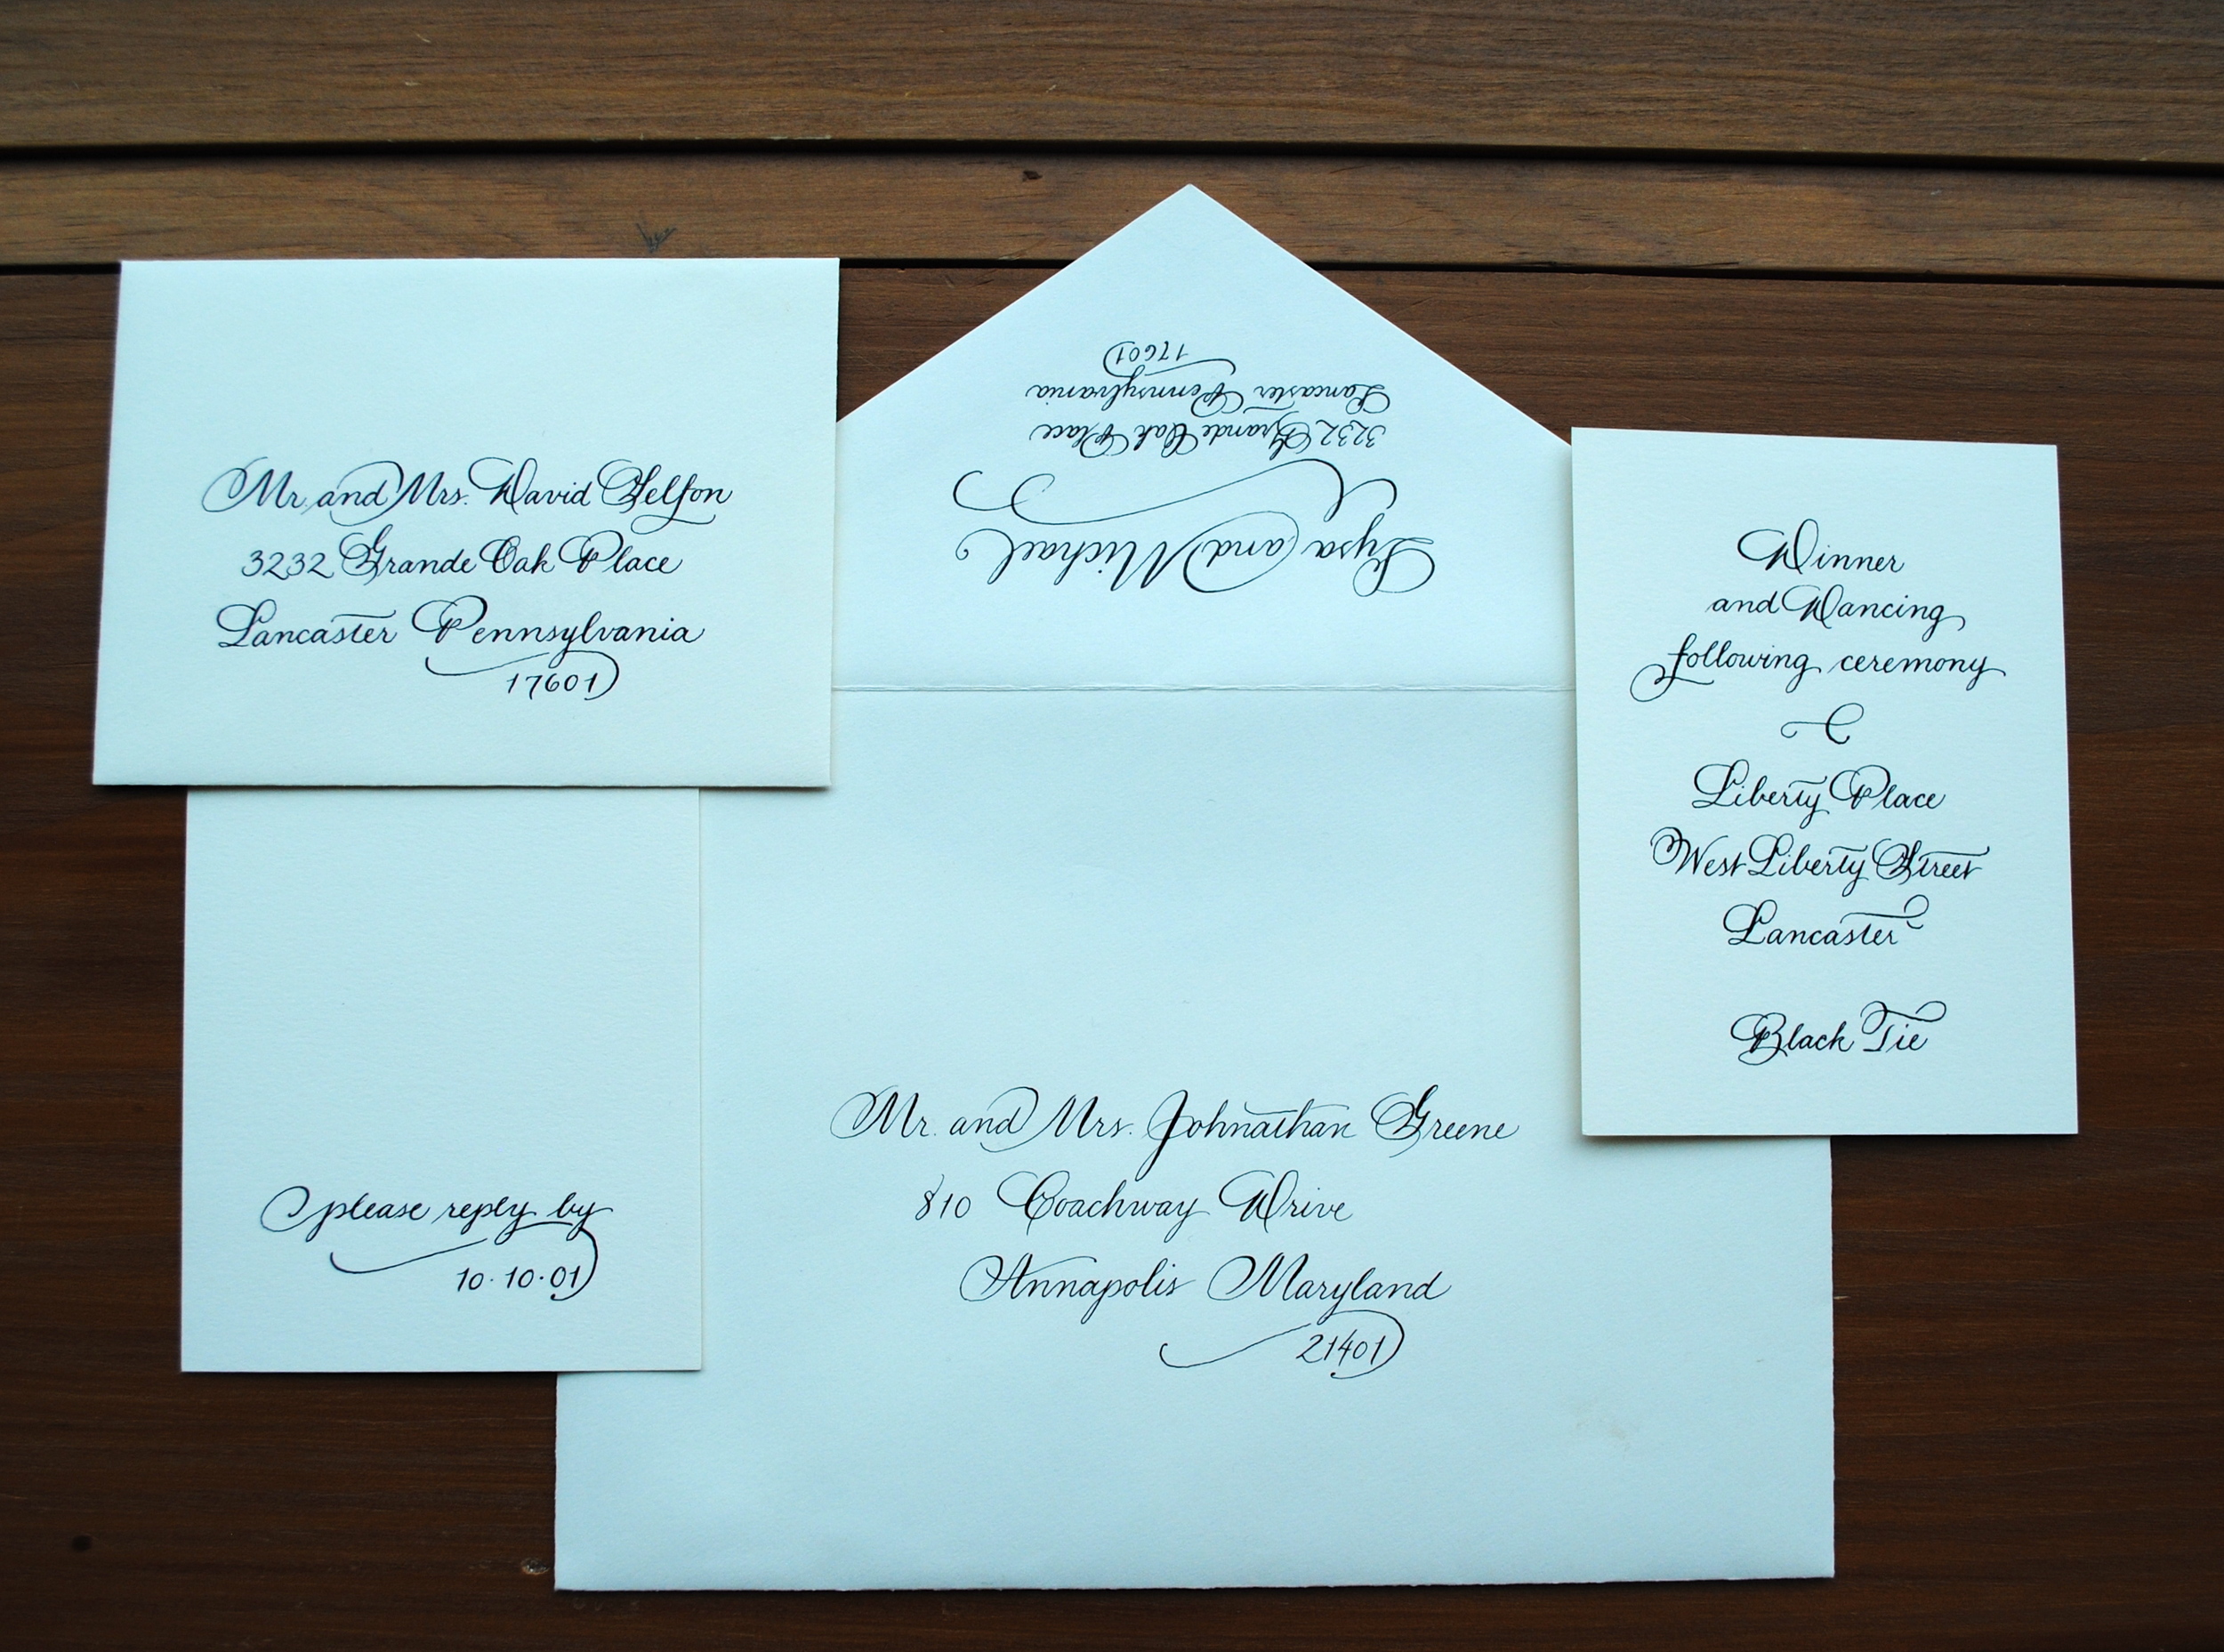 Mr. and Mrs. David Selfon
3232 Grande Oak Place
Lancaster Pennsylvania
17601
Lysa and Michael
3232 Grande Oak Place
Lancaster Pennsylvania
17601
Dinner
and Dancing
following ceremony
Liberty Place
West Liberty Street
Lancaster
Black Tie
please reply by
10·10·01
Mr. and Mrs. Johnathan Greene
810 Coachway Drive
Annapolis Maryland
21401